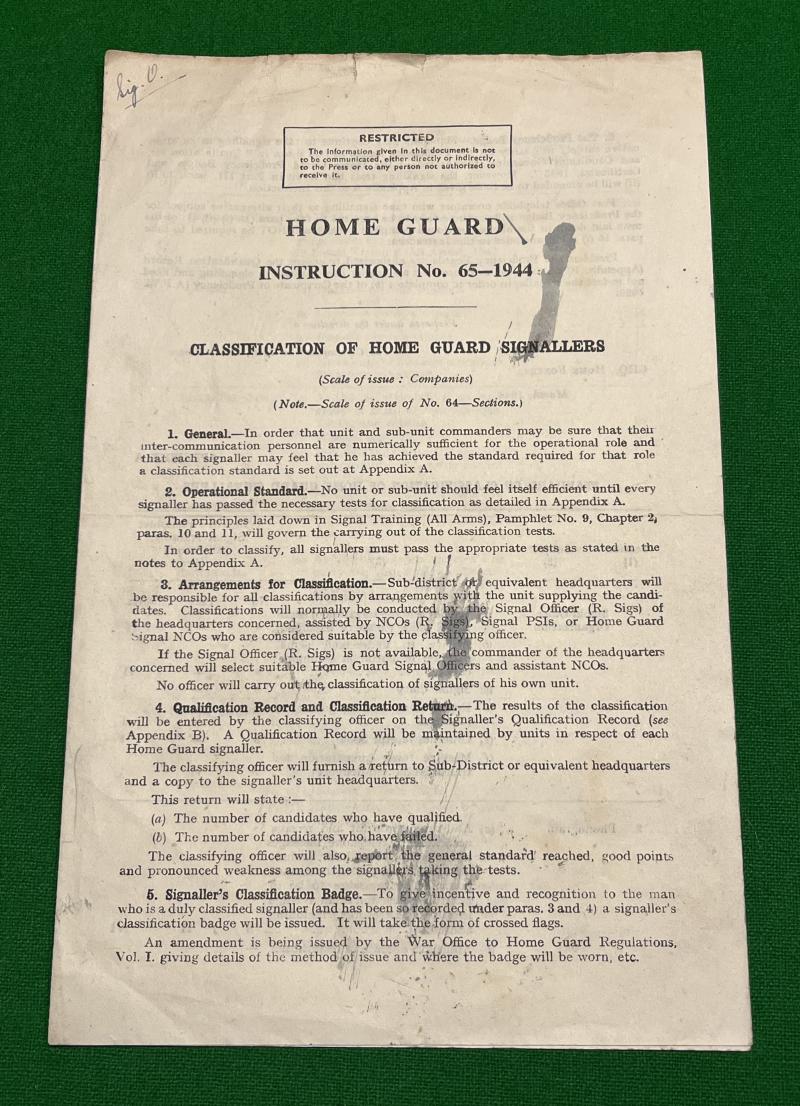 Sig. O.
RESTRICTED
The information given in this document is not
to be communicated, either directly or indirectly,
to the Press or to any person not authorized to
receive it.
HOME GUARD
INSTRUCTION No. 65—1944
CLASSIFICATION OF HOME GUARD SIGNALLERS
(Scale of issue : Companies)
(Note.—Scale of issue of No. 64—Sections.)
1. General.—In order that unit and sub-unit commanders may be sure that their
inter-communication personnel are numerically sufficient for the operational role and
that each signaller may feel that he has achieved the standard required for that role
a classification standard is set out at Appendix A.
2. Operational Standard.—No unit or sub-unit should feel itself efficient until every
signaller has passed the necessary tests for classification as detailed in Appendix A.
The principles laid down in Signal Training (All Arms), Pamphlet No. 9, Chapter 2,
paras. 10 and 11, will govern the carrying out of the classification tests.
In order to classify, all signallers must pass the appropriate tests as stated in the
notes to Appendix A.
3. Arrangements for Classification.—Sub-district or equivalent headquarters will
be responsible for all classifications by arrangements with the unit supplying the candi-
dates. Classifications will normally be conducted by the Signal Officer (R. Sigs) of
the headquarters concerned, assisted by NCOs (R. Sigs), Signal PSIs, or Home Guard
Signal NCOs who are considered suitable by the classifying officer.
If the Signal Officer (R. Sigs) is not available, the commander of the headquarters
concerned will select suitable Home Guard Signal Officers and assistant NCOs.
No officer will carry out the classification of signallers of his own unit.
4. Qualification Record and Classification Return.—The results of the classification
will be entered by the classifying officer on the Signaller's Qualification Record (see
Appendix B). A Qualification Record will be maintained by units in respect of each
Home Guard signaller.
The classifying officer will furnish a return to Sub-District or equivalent headquarters
and a copy to the signaller's unit headquarters.
This return will state :—
(a) The number of candidates who have qualified.
(b) The number of candidates who have failed.
The classifying officer will also report the general standard reached, good points
and pronounced weakness among the signallers taking the tests.
5. Signaller's Classification Badge.—To give incentive and recognition to the man
who is a duly classified signaller (and has been so recorded under paras. 3 and 4) a signaller's
classification badge will be issued. It will take the form of crossed flags.
An amendment is being issued by the War Office to Home Guard Regulations,
Vol. I. giving details of the method of issue and where the badge will be worn, etc.